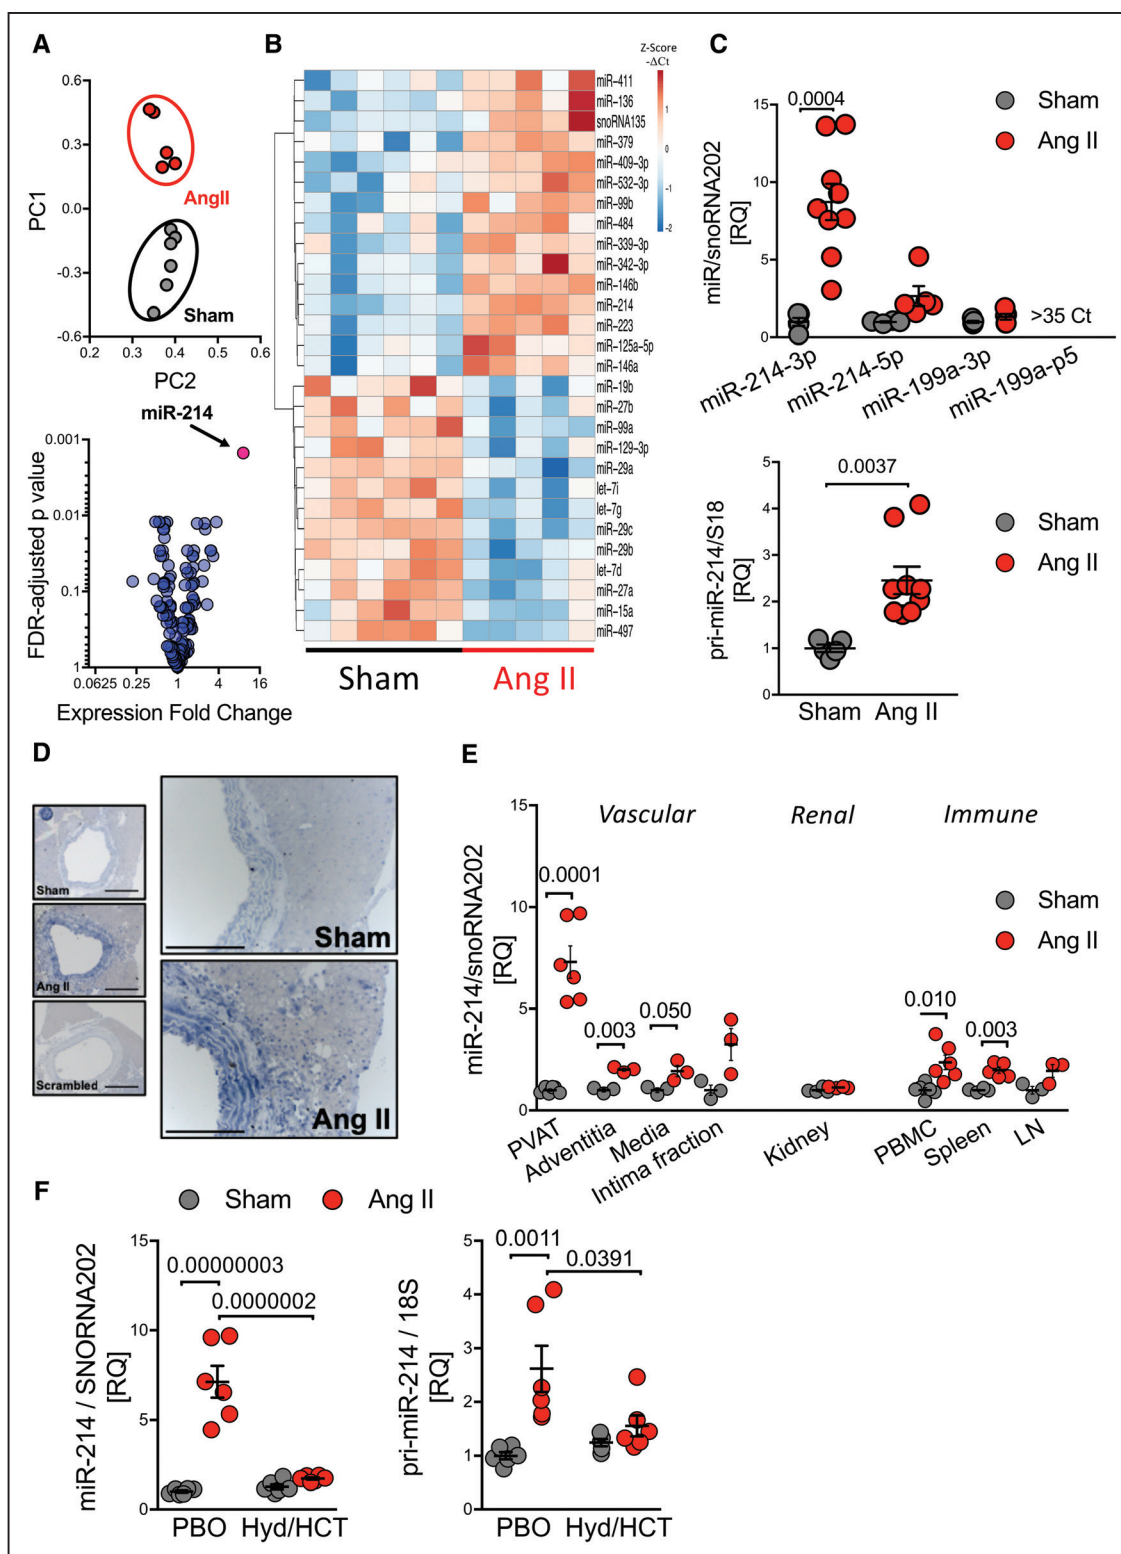 A
0.6
0.3
0.0
-0.3
-0.6
PC1
AngII
Sham
0.2 0.3 0.4 0.5 0.6
PC2
miR-214
0.001
0.01
0.1
1
FDR-adjusted p value
0.0625 0.25 1 4 16
Expression Fold Change
B
Z-Score
-ΔCt
1
0
-1
-2
miR-411
miR-136
snoRNA135
miR-379
miR-409-3p
miR-532-3p
miR-99b
miR-484
miR-339-3p
miR-342-3p
miR-146b
miR-214
miR-223
miR-125a-5p
miR-146a
miR-19b
miR-27b
miR-99a
miR-129-3p
miR-29a
let-7i
let-7g
miR-29c
miR-29b
let-7d
miR-27a
miR-15a
miR-497
Sham Ang II
C
Sham
Ang II
0.0004
15
10
5
0
miR/snoRNA202
[RQ]
>35 Ct
miR-214-3p
miR-214-5p
miR-199a-3p
miR-199a-p5
5
4
3
2
1
0
pri-miR-214/S18
[RQ]
0.0037
Sham
Ang II
Sham Ang II
D
Sham
Ang II
Scrambled
Sham
Ang II
E
15
10
5
0
miR-214/snoRNA202
[RQ]
Vascular Renal Immune
Sham
Ang II
0.0001
0.003
0.050
0.010
0.003
PVAT
Adventitia
Media
Intima fraction
Kidney
PBMC
Spleen
LN
F
Sham Ang II
15
10
5
0
miR-214 / SNORNA202
[RQ]
0.00000003
0.0000002
PBO Hyd/HCT
5
4
3
2
1
0
pri-miR-214 / 18S
[RQ]
0.0011
0.0391
PBO Hyd/HCT